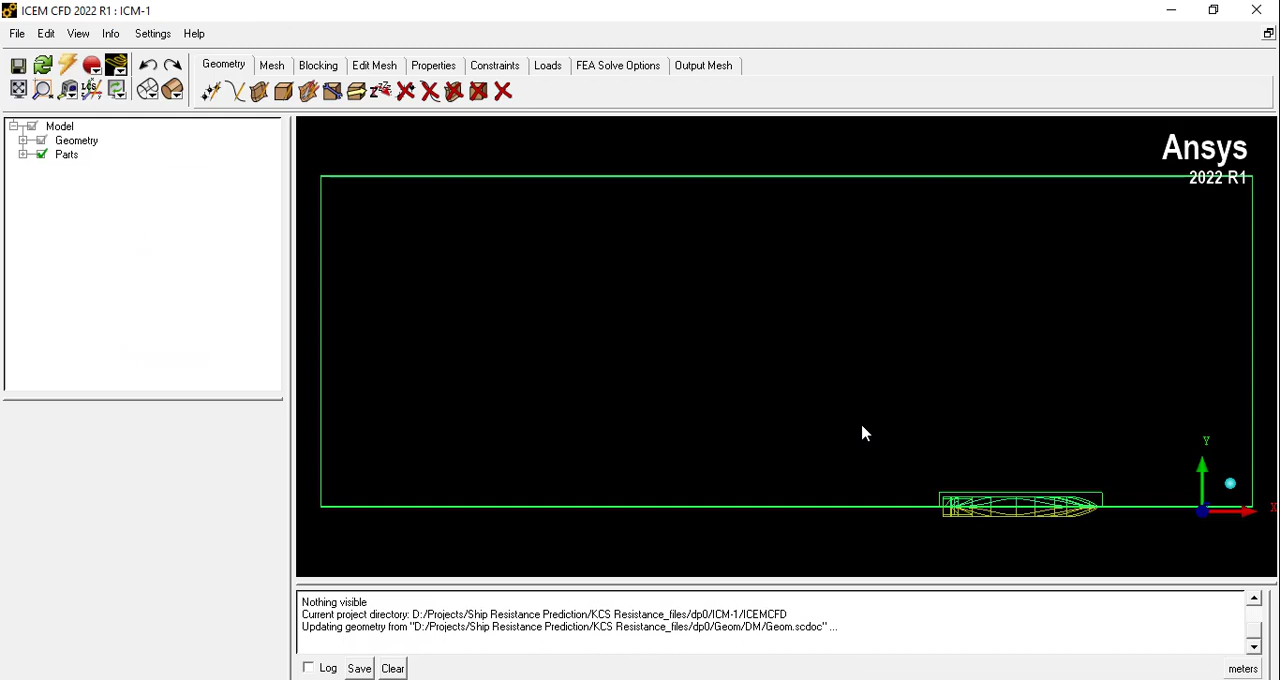 ICEM CFD 2022 R1 : ICM-1
File Edit View Info Settings Help
Geometry Mesh Blocking Edit Mesh Properties Constraints Loads FEA Solve Options Output Mesh
LCS
Model
Geometry
Parts
Ansys
2022 R1
Y
X
Nothing visible
Current project directory: D:/Projects/Ship Resistance Prediction/KCS Resistance_files/dp0/ICM-1/ICEMCFD
Updating geometry from "D:/Projects/Ship Resistance Prediction/KCS Resistance_files/dp0/Geom/DM/Geom.scdoc" ...
Log Save Clear meters